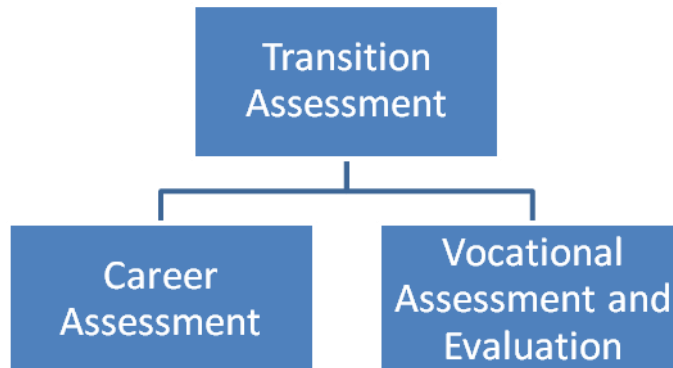 Transition
Assessment
Career
Assessment
Vocational
Assessment and
Evaluation